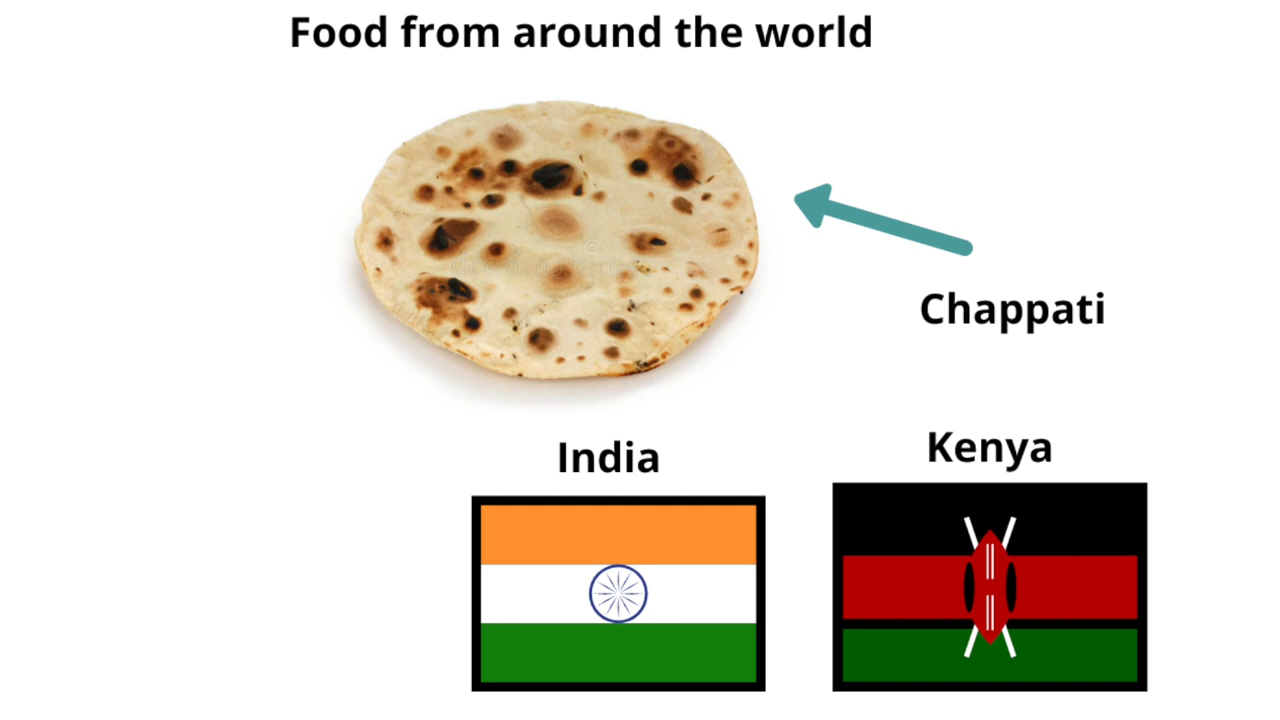 Food from around the world
Chappati
India
Kenya